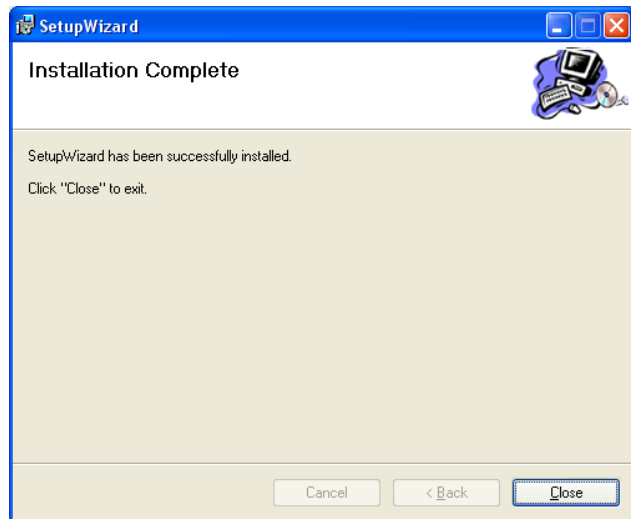 SetupWizard
Installation Complete
SetupWizard has been successfully installed.
Click "Close" to exit.
Cancel
< Back
Close